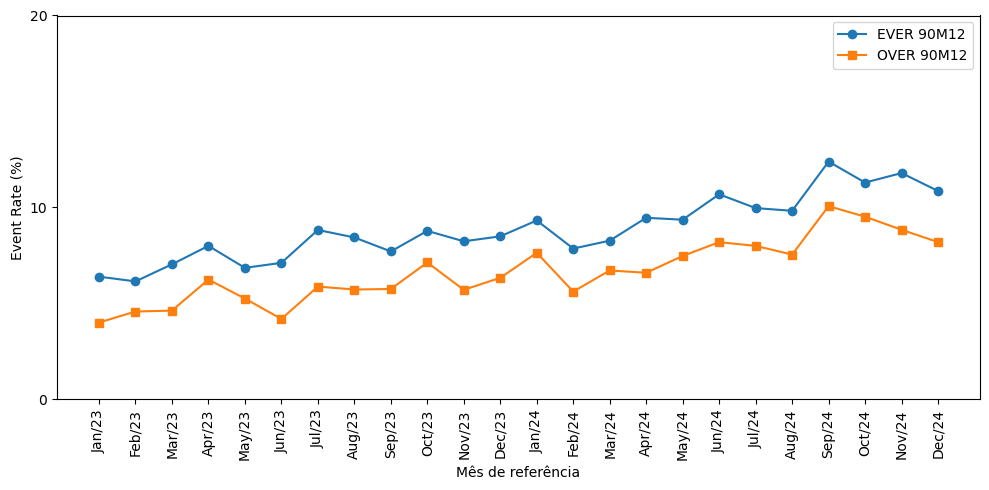 20
10
0
Event Rate (%)
EVER 90M12
OVER 90M12
Jan/23
Feb/23
Mar/23
Apr/23
May/23
Jun/23
Jul/23
Aug/23
Sep/23
Oct/23
Nov/23
Dec/23
Jan/24
Feb/24
Mar/24
Apr/24
May/24
Jun/24
Jul/24
Aug/24
Sep/24
Oct/24
Nov/24
Dec/24
Mês de referência